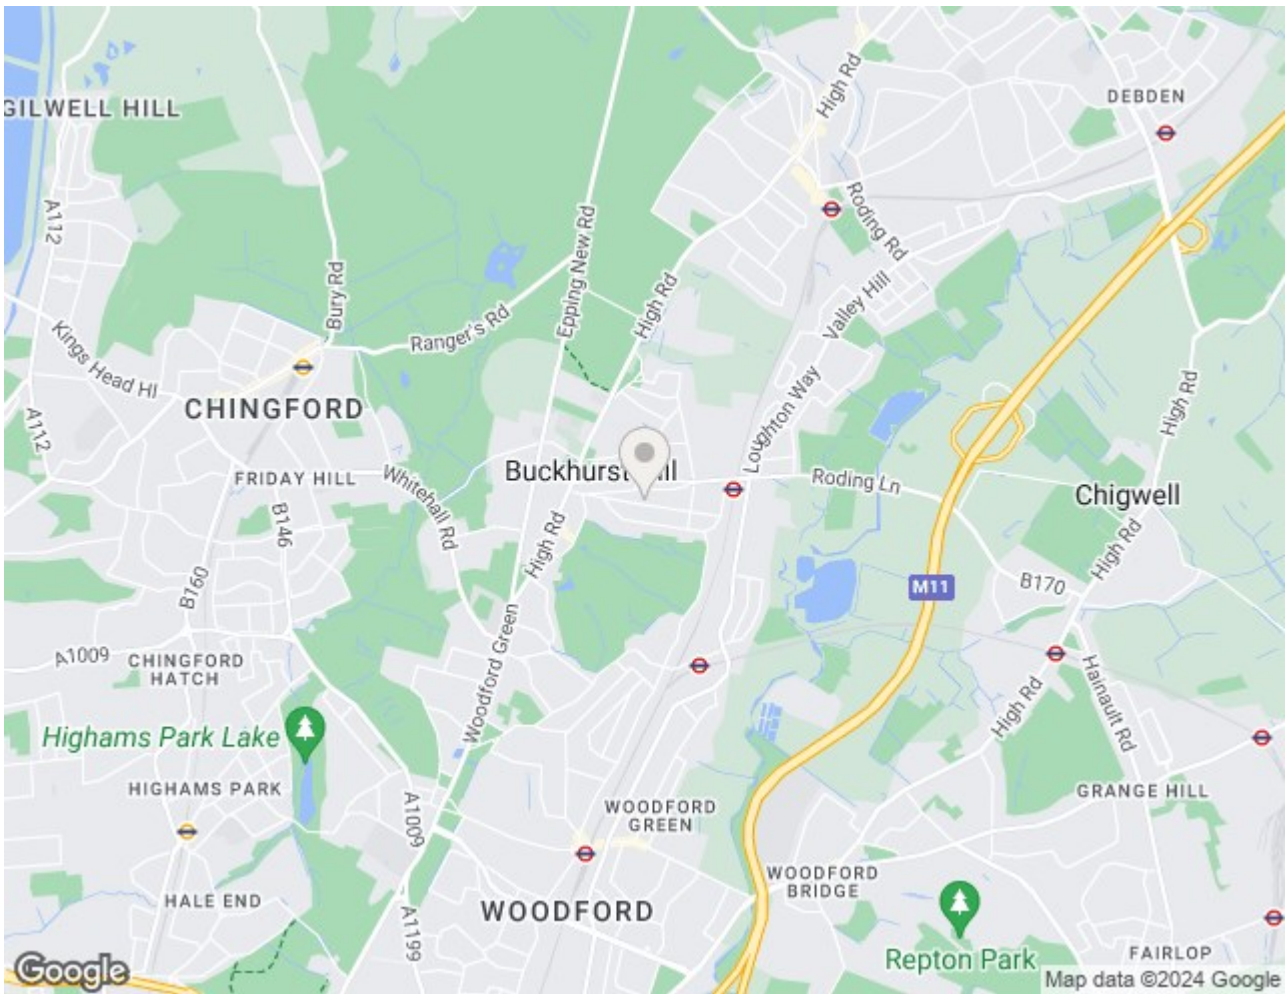 High Rd
DEBDEN
GILWELL HILL
A112
Roding Rd
Epping New Rd
Bury Rd
High Rd
Valley Hill
Ranger's Rd
Kings Head Hl
High Rd
CHINGFORD
A112
Loughton Way
Buckhurst Hill
FRIDAY HILL
Whitehall Rd
Roding Ln
Chigwell
B146
High Rd
High Rd
B160
M11
B170
A1009
CHINGFORD
HATCH
Woodford Green
Hainault Rd
High Rd
Highams Park Lake
HIGHAMS PARK
A1009
WOODFORD
GREEN
GRANGE HILL
WOODFORD
BRIDGE
HALE END
WOODFORD
A1199
Repton Park
FAIRLOP
Google
Map data ©2024 Google